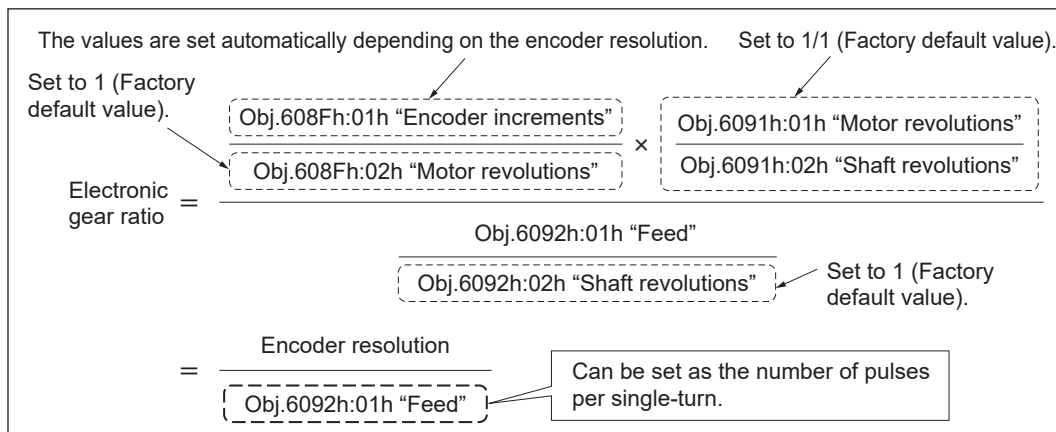 The values are set automatically depending on the encoder resolution.
Set to 1/1 (Factory default value).
Set to 1 (Factory
default value).
Obj.608Fh:01h “Encoder increments”
Obj.608Fh:02h “Motor revolutions”
×
Obj.6091h:01h “Motor revolutions”
Obj.6091h:02h “Shaft revolutions”
Electronic
gear ratio
=
Obj.6092h:01h “Feed”
Obj.6092h:02h “Shaft revolutions”
Set to 1 (Factory
default value).
=
Encoder resolution
Obj.6092h:01h “Feed”
Can be set as the number of pulses
per single-turn.